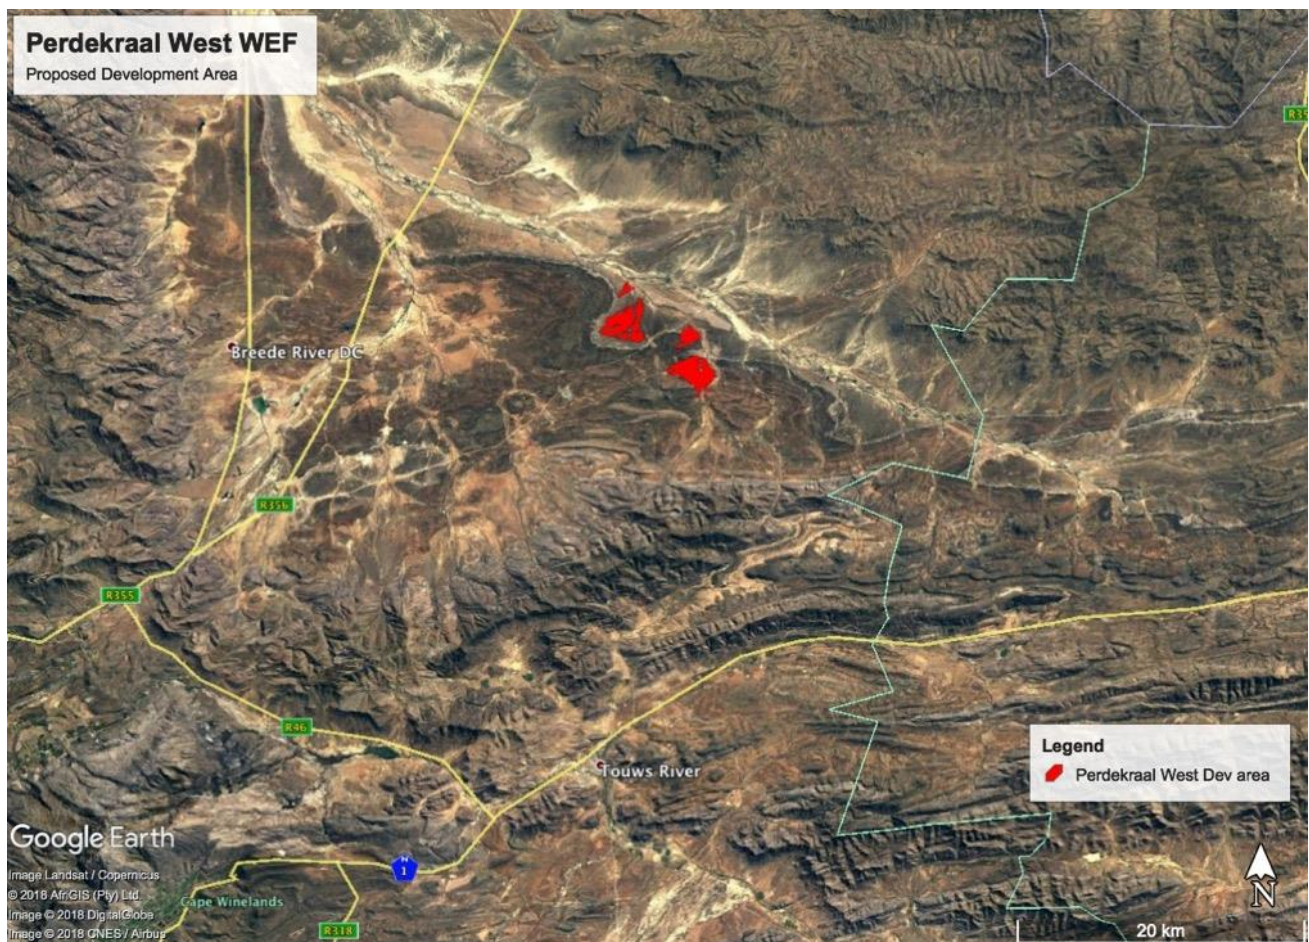 Perdekraal West WEF
Proposed Development Area
Breede River DC
R356
R355
R46
Touws River
Legend
Perdekraal West Dev area
Google Earth
Image Landsat / Copernicus
© 2018 AfriGIS (Pty) Ltd.
Image © 2018 DigitalGlobe
Image © 2018 CNES / Airbus
N
1
Cape Winelands
R318
N
20 km